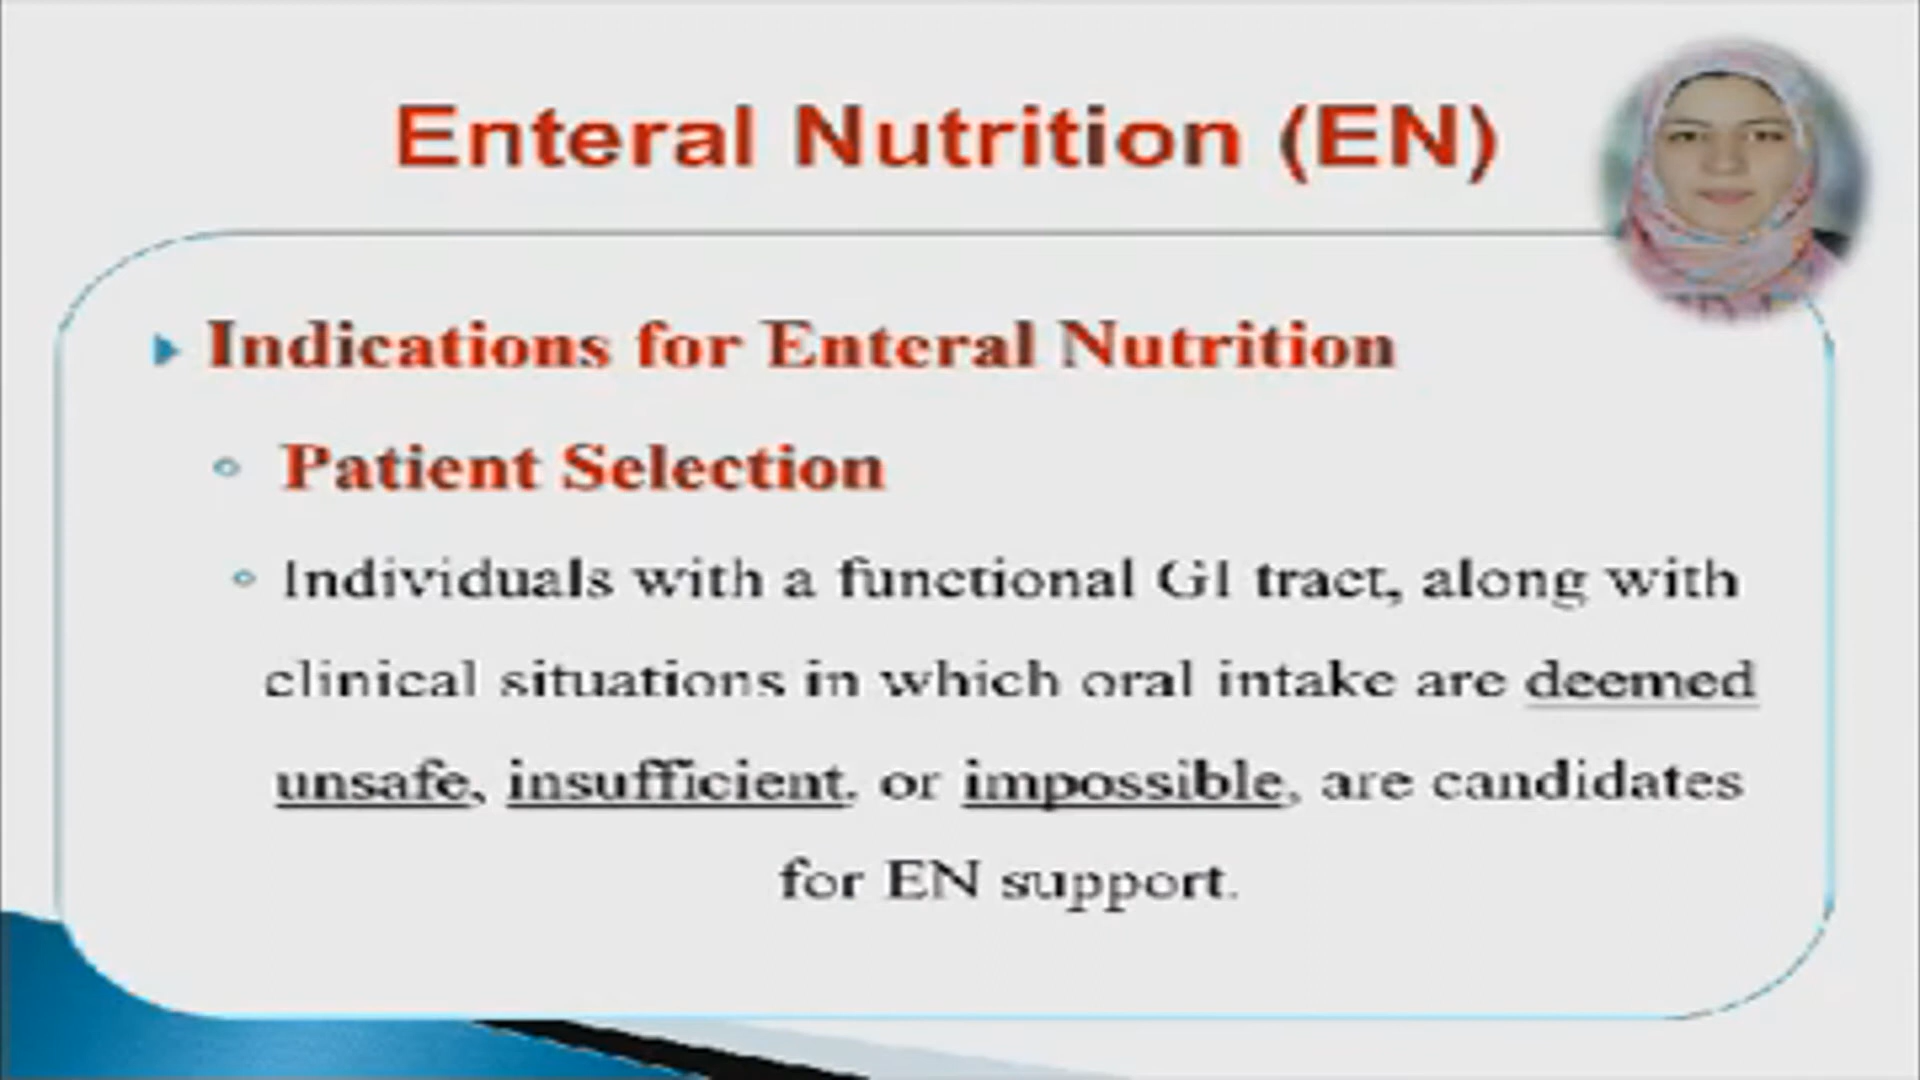 Enteral Nutrition (EN)
Indications for Enteral Nutrition
Patient Selection
Individuals with a functional GI tract, along with
clinical situations in which oral intake are deemed
unsafe, insufficient, or impossible, are candidates
for EN support.